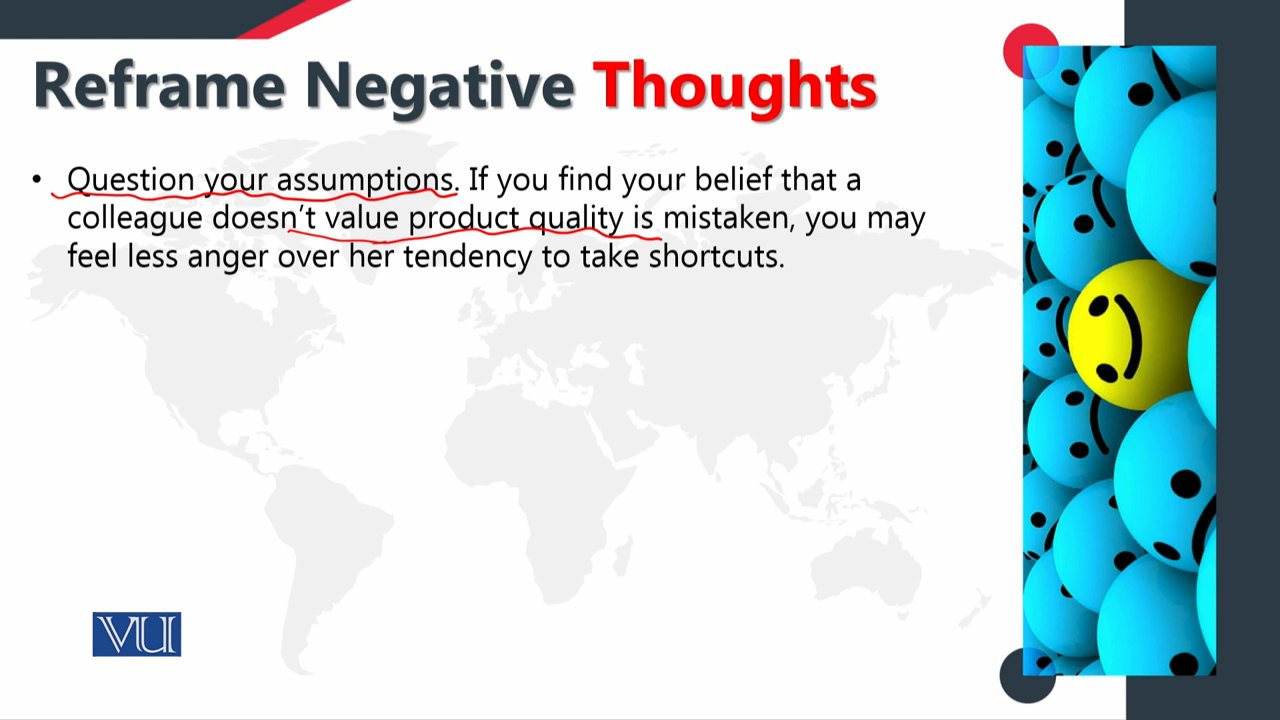 Reframe Negative Thoughts
• Question your assumptions. If you find your belief that a
colleague doesn't value product quality is mistaken, you may
feel less anger over her tendency to take shortcuts.
VU